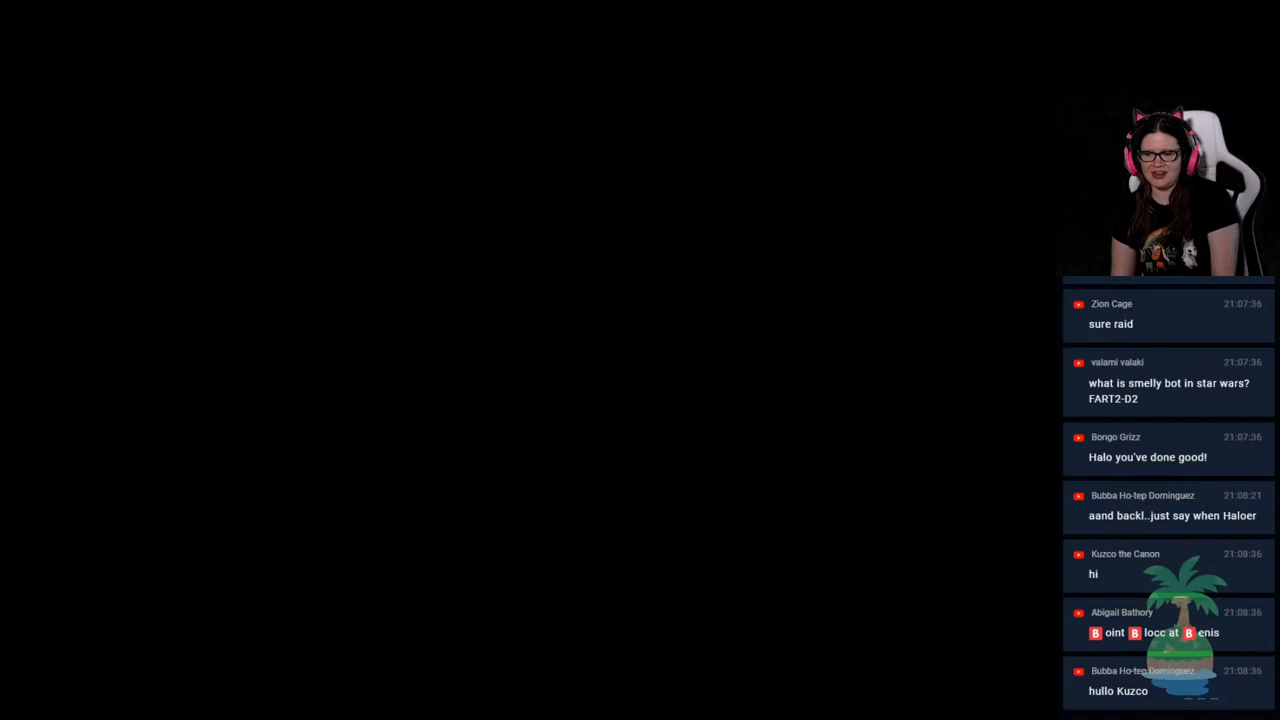 Zion Cage 21:07:36
sure raid
valami valaki 21:07:36
what is smelly bot in star wars?
FART2-D2
Bongo Grizz 21:07:36
Halo you've done good!
Bubba Ho-tep Dominguez 21:08:21
aand backl..just say when Haloer
Kuzco the Canon 21:08:36
hi
Abigail Bathory 21:08:36
🅱oint 🅱locc at 🅱enis
Bubba Ho-tep Dominguez 21:08:36
hullo Kuzco